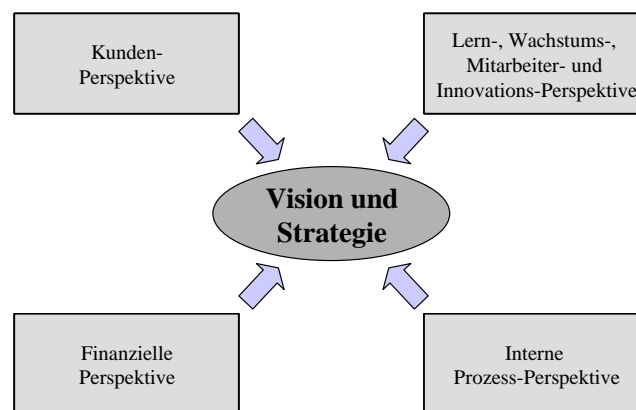 Kunden-
Perspektive
Lern-, Wachstums-,
Mitarbeiter- und
Innovations-Perspektive
Vision und
Strategie
Finanzielle
Perspektive
Interne
Prozess-Perspektive